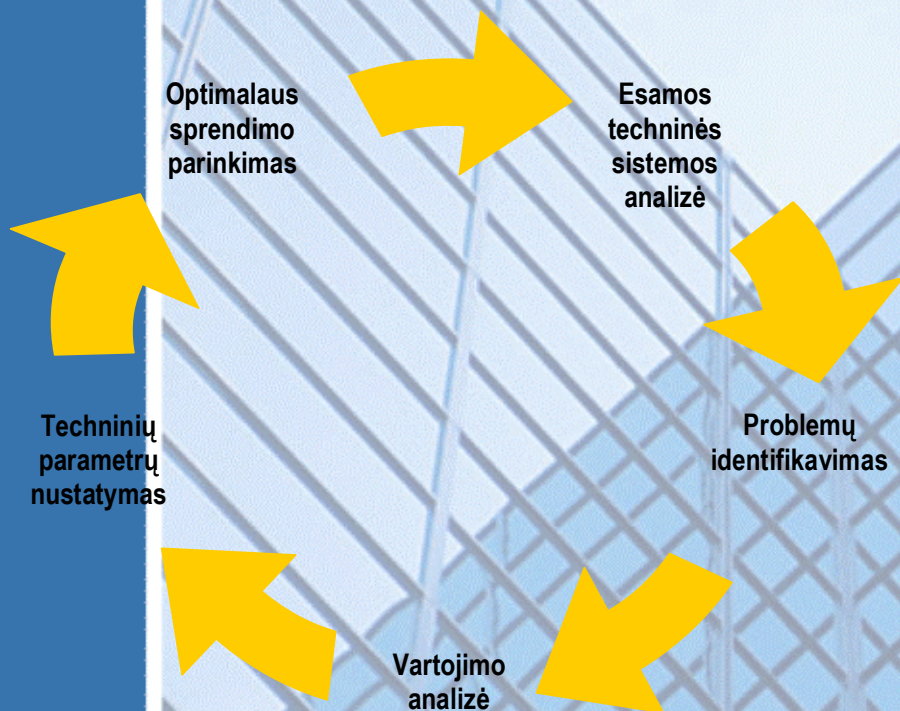 Optimalaus
sprendimo
parinkimas
Esamos
techninės
sistemos
analizė
Techninių
parametrų
nustatymas
Problemų
identifikavimas
Vartojimo
analizė